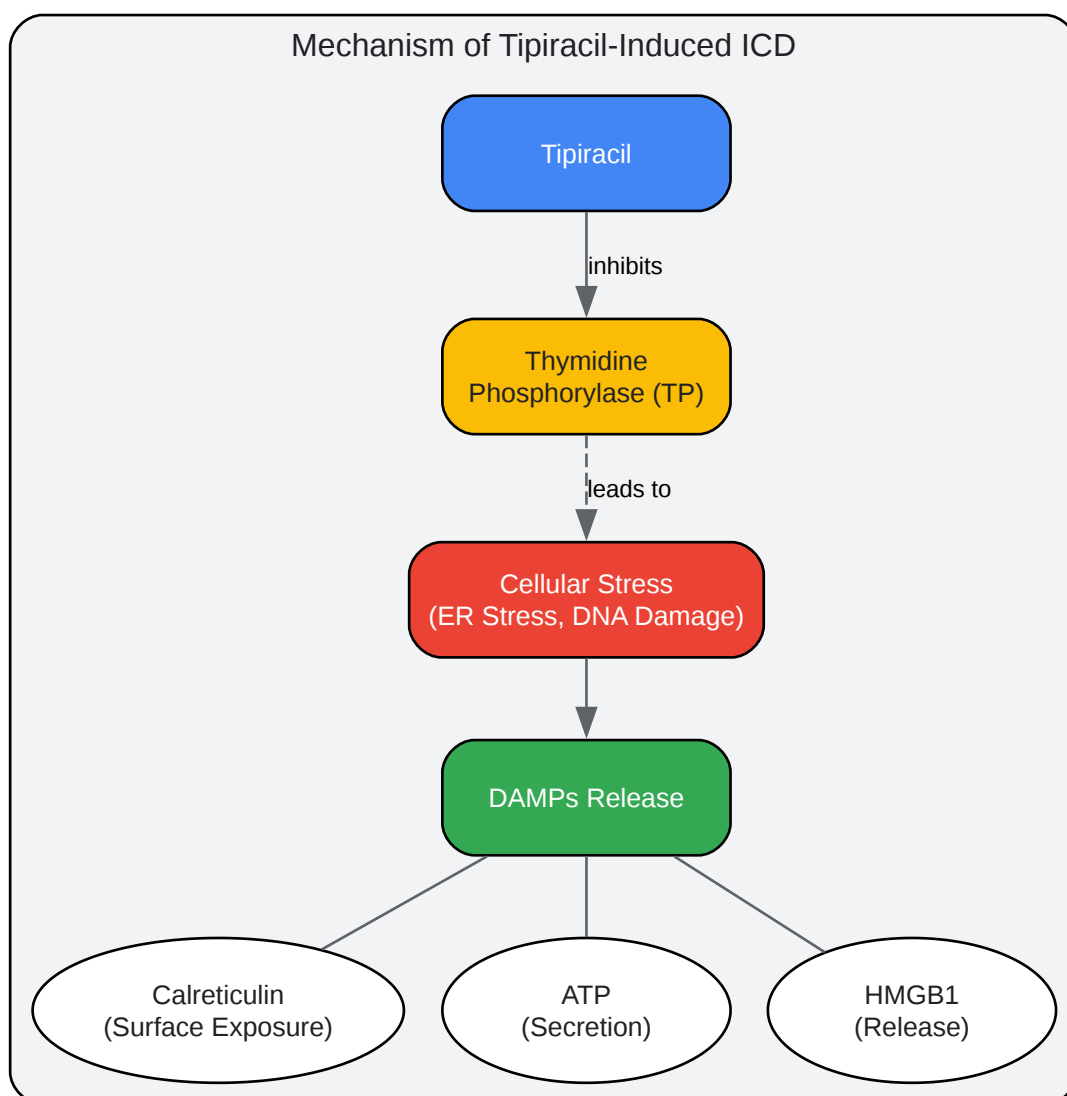 Mechanism of Tipiracil-Induced ICD
Tipiracil
inhibits
Thymidine
Phosphorylase (TP)
leads to
Cellular Stress
(ER Stress, DNA Damage)
DAMPs Release
Calreticulin
(Surface Exposure)
ATP
(Secretion)
HMGB1
(Release)